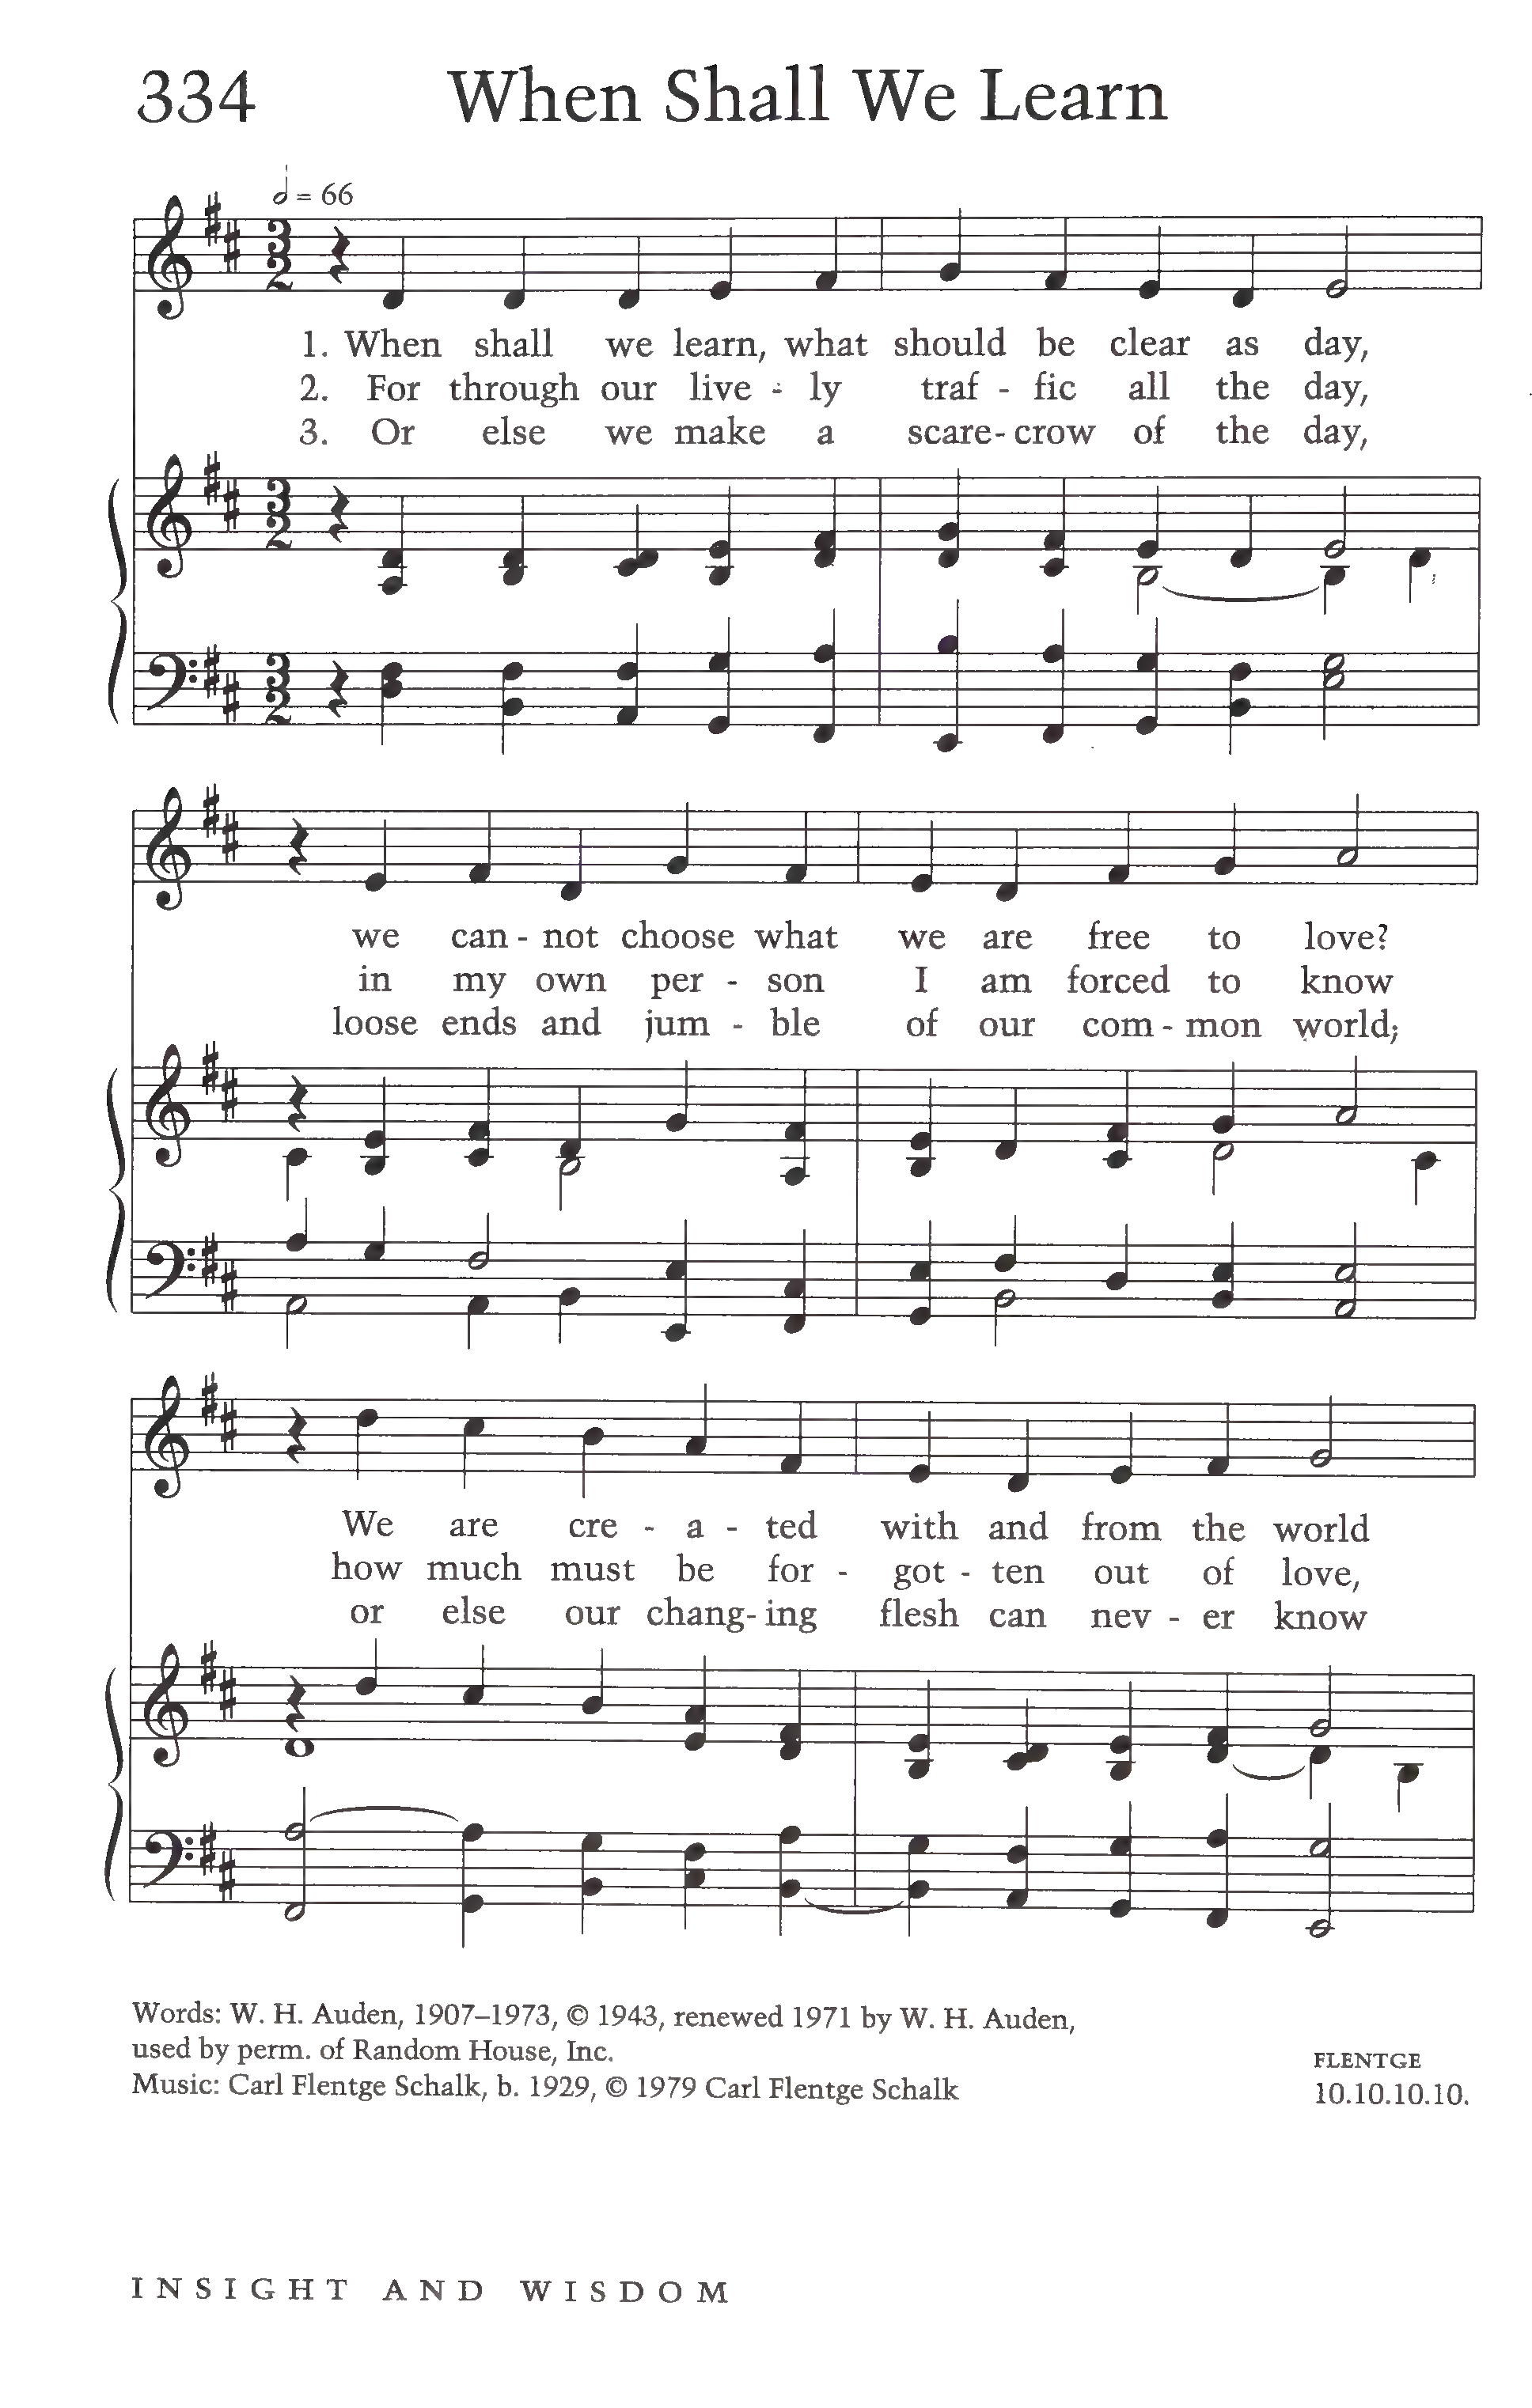 334 When Shall We Learn
= 66
1. When shall we learn, what should be clear as day,
2. For through our live - ly traf - fic all the day,
3. Or else we make a scare- crow of the day,
we can - not choose what we are free to love?
in my own per - son I am forced to know
loose ends and jum - ble of our com - mon world;
We are cre - a - ted with and from the world
how much must be for - got - ten out of love,
or else our chang- ing flesh can nev - er know
Words: W. H. Auden, 1907–1973, © 1943, renewed 1971 by W. H. Auden,
used by perm. of Random House, Inc.
Music: Carl Flentge Schalk, b. 1929, © 1979 Carl Flentge Schalk
FLENTGE
10.10.10.10.
INSIGHT AND WISDOM